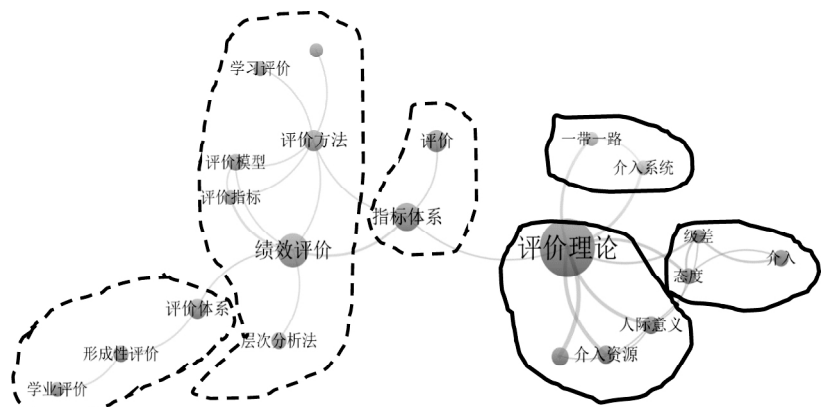 学习评价
评价方法
评价
一带一路
评价模型
介入系统
评价指标
指标体系
绩效评价
评价理论
级差
介入
态度
评价体系
人际意义
层次分析法
形成性评价
介入资源
学业评价